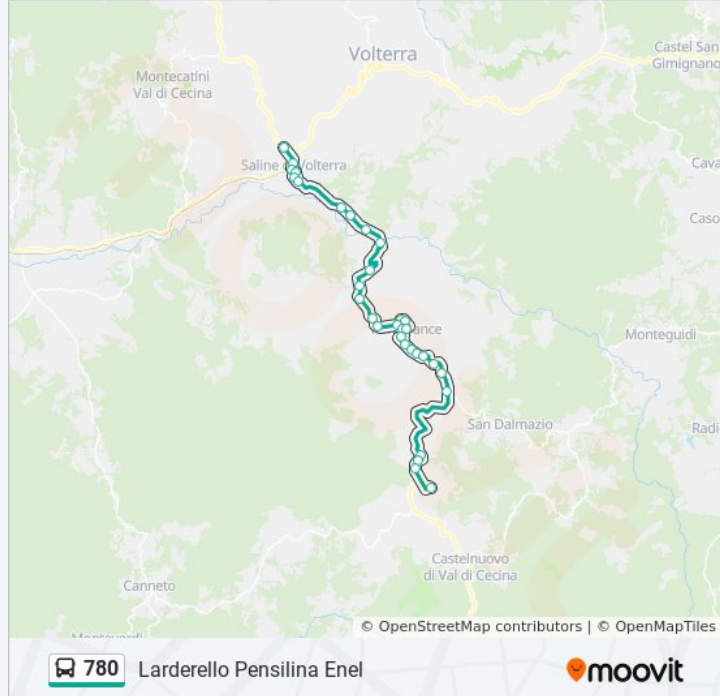 Volterra
Castel San
Gimignano
Montecatini
Val di Cecina
Saline di Volterra
Cava
Caso
Monteguidi
San Dalmazio
Radi
Castelnuovo
di Val di Cecina
Canneto
Monteverdi
© OpenStreetMap contributors | © OpenMapTiles
780 Larderello Pensilina Enel
moovit